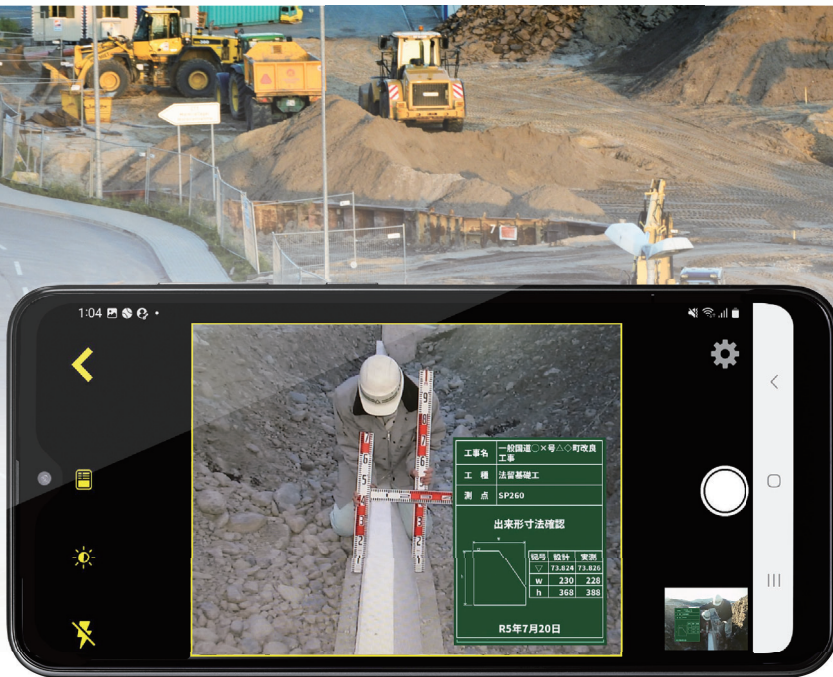 1:04
工事名 一般国道○×号△◇町改良
工事
工 種 法留基礎工
測 点 SP260
出来形寸法確認
記号 設計 実測
▽ 73.824 73.826
w 230 228
h 368 388
R5年7月20日